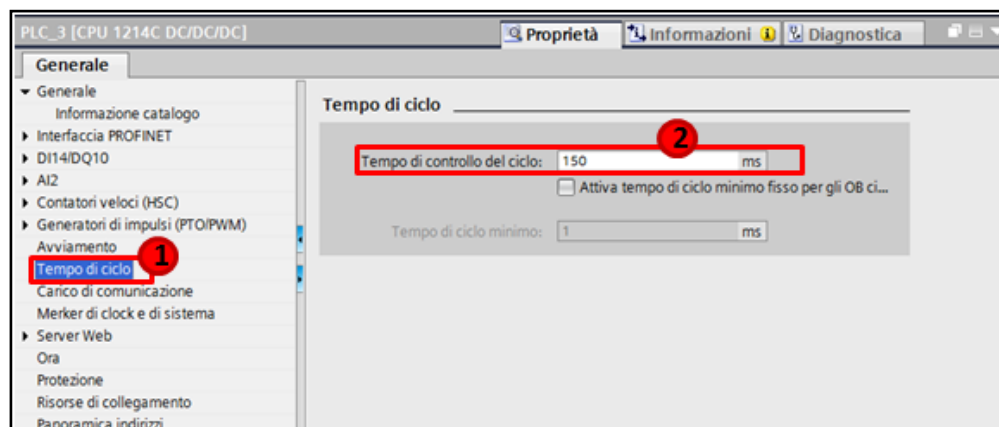 PLC_3 [CPU 1214C DC/DC/DC]
Proprietà
Informazioni
Diagnostica
Generale
Generale
Informazione catalogo
Interfaccia PROFINET
DI14/DQ10
AI2
Contatori veloci (HSC)
Generatori di impulsi (PTO/PWM)
Avviamento
Tempo di ciclo
1
Carico di comunicazione
Merker di clock e di sistema
Server Web
Ora
Protezione
Risorse di collegamento
Panoramica indirizzi
Tempo di ciclo
2
Tempo di controllo del ciclo: 150 ms
Attiva tempo di ciclo minimo fisso per gli OB ci...
Tempo di ciclo minimo: 1 ms